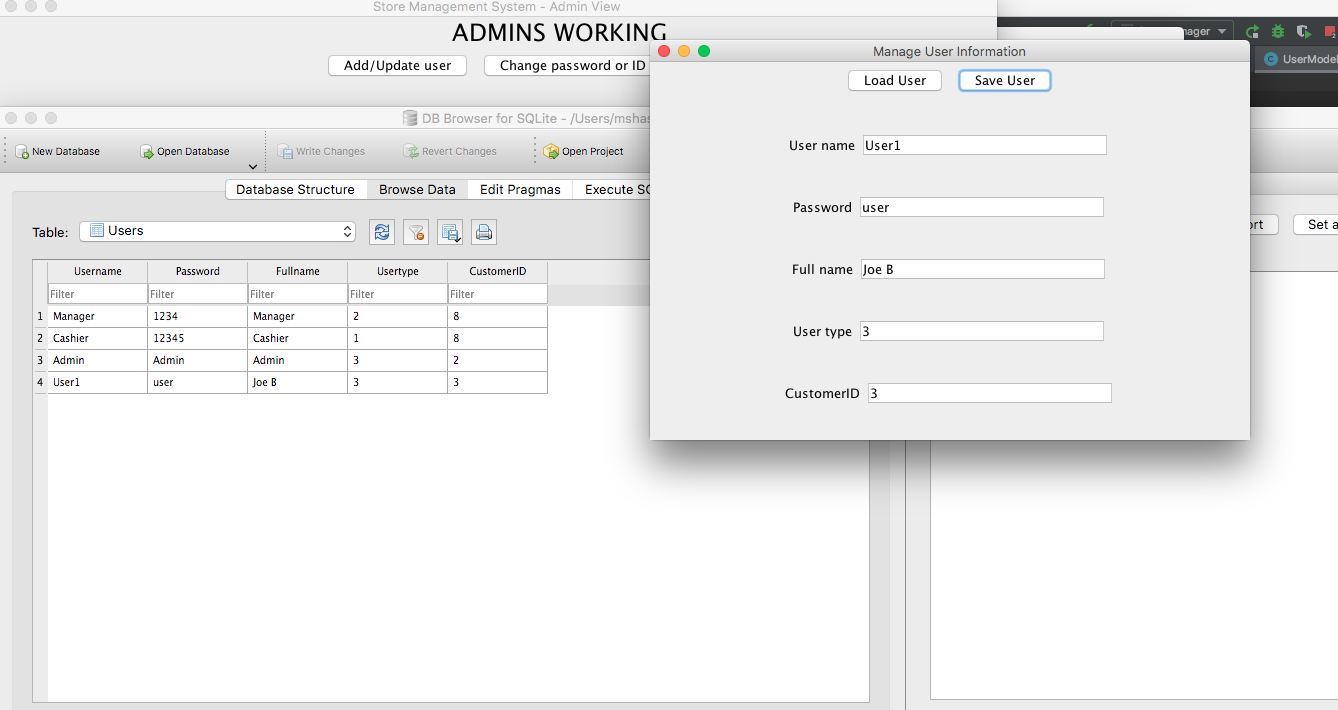 Store Management System - Admin View
ADMINS WORKING
Add/Update user
Change password or ID
UserModel
Manage User Information
Load User
Save User
User name
User1
Password
user
Full name
Joe B
User type
3
CustomerID
3
DB Browser for SQLite - /Users/mshas
New Database
Open Database
Write Changes
Revert Changes
Open Project
Database Structure
Browse Data
Edit Pragmas
Execute SQ
Table:
Users
Set a
Username Password Fullname Usertype CustomerID
Filter Filter Filter Filter Filter
1 Manager 1234 Manager 2 8
2 Cashier 12345 Cashier 1 8
3 Admin Admin Admin 3 2
4 User1 user Joe B 3 3